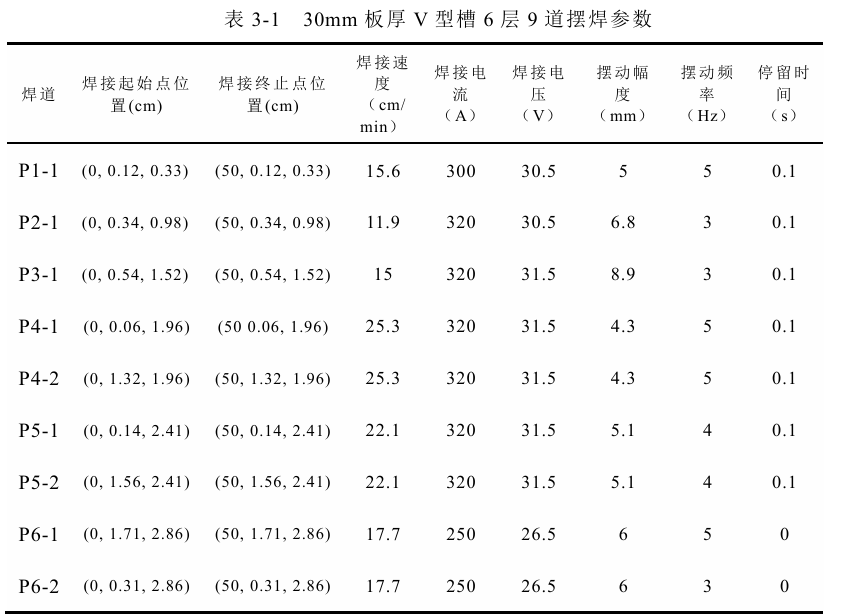 表 3-1 30mm 板厚 V 型槽 6 层 9 道摆焊参数
焊道 焊接起始点位置(cm) 焊接终止点位置(cm) 焊接速度（cm/min） 焊接电流（A） 焊接电压（V） 摆动幅度（mm） 摆动频率（Hz） 停留时间（s）
P1-1 (0, 0.12, 0.33) (50, 0.12, 0.33) 15.6 300 30.5 5 5 0.1
P2-1 (0, 0.34, 0.98) (50, 0.34, 0.98) 11.9 320 30.5 6.8 3 0.1
P3-1 (0, 0.54, 1.52) (50, 0.54, 1.52) 15 320 31.5 8.9 3 0.1
P4-1 (0, 0.06, 1.96) (50 0.06, 1.96) 25.3 320 31.5 4.3 5 0.1
P4-2 (0, 1.32, 1.96) (50, 1.32, 1.96) 25.3 320 31.5 4.3 5 0.1
P5-1 (0, 0.14, 2.41) (50, 0.14, 2.41) 22.1 320 31.5 5.1 4 0.1
P5-2 (0, 1.56, 2.41) (50, 1.56, 2.41) 22.1 320 31.5 5.1 4 0.1
P6-1 (0, 1.71, 2.86) (50, 1.71, 2.86) 17.7 250 26.5 6 5 0
P6-2 (0, 0.31, 2.86) (50, 0.31, 2.86) 17.7 250 26.5 6 3 0